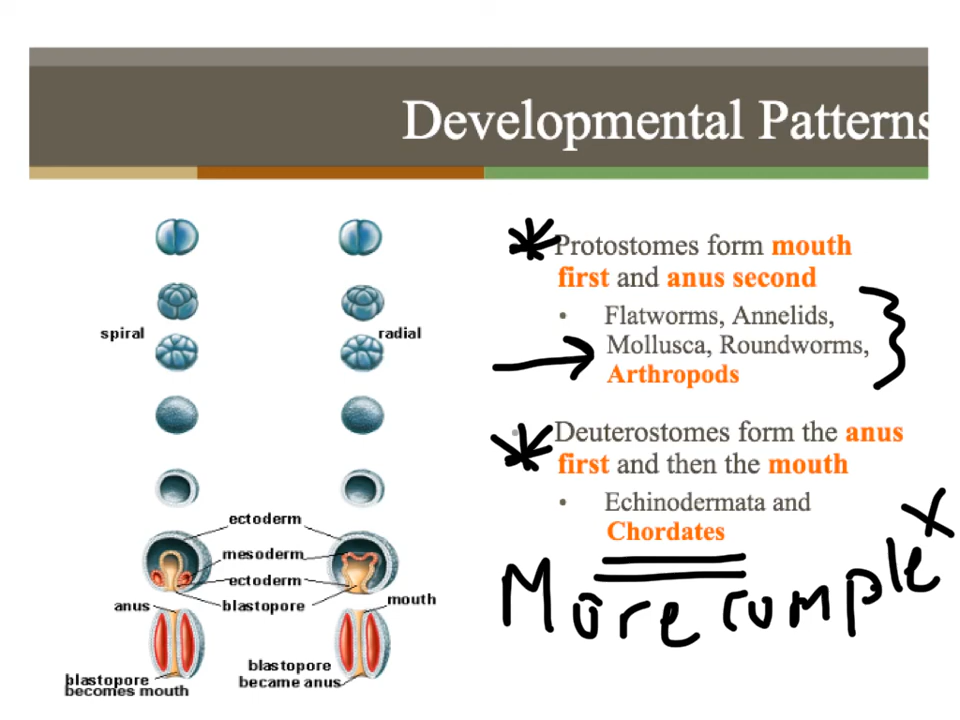 Developmental Patterns
Protostomes form mouth
first and anus second
• Flatworms, Annelids,
Mollusca, Roundworms,
Arthropods
• Deuterostomes form the anus
first and then the mouth
• Echinodermata and
Chordates
More complex
spiral
radial
ectoderm
mesoderm
ectoderm
blastopore
anus
mouth
blastopore
becomes mouth
blastopore
became anus